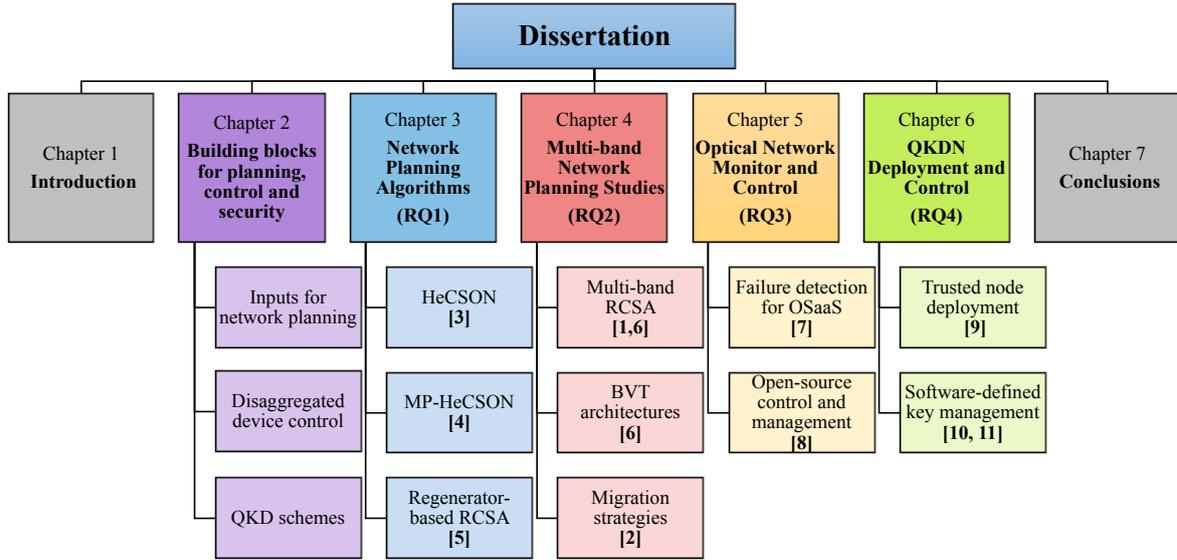 Dissertation
Chapter 1
Introduction
Chapter 2
Building blocks
for planning,
control and
security
Chapter 3
Network
Planning
Algorithms
(RQ1)
Chapter 4
Multi-band
Network
Planning Studies
(RQ2)
Chapter 5
Optical Network
Monitor and
Control
(RQ3)
Chapter 6
QKDN
Deployment and
Control
(RQ4)
Chapter 7
Conclusions
Inputs for
network planning
Disaggregated
device control
QKD schemes
HeCSON
[3]
MP-HeCSON
[4]
Regenerator-
based RCSA
[5]
Multi-band
RCSA
[1,6]
BVT
architectures
[6]
Migration
strategies
[2]
Failure detection
for OSaaS
[7]
Open-source
control and
management
[8]
Trusted node
deployment
[9]
Software-defined
key management
[10, 11]